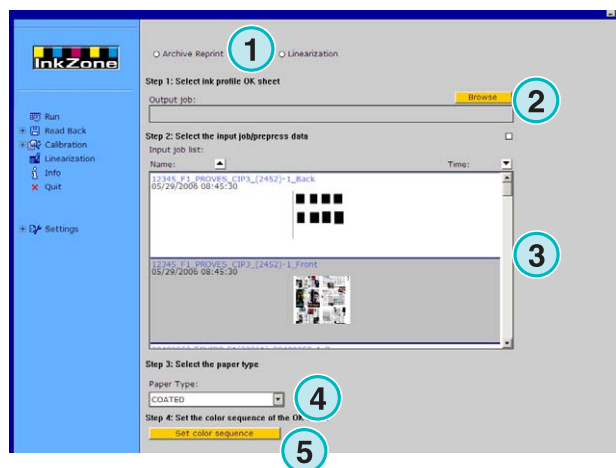 InkZone
Run
Read Back
Calibration
Linearization
Info
Quit
Settings
Archive Reprint
1
Linearization
Step 1: Select ink profile OK sheet
Output job:
Browse
2
Step 2: Select the input job/prepress data
Input job list:
Name:
Time:
12345_F1_PROVES_CIP3_(2452)-1_Back
05/29/2006 08:45:30
3
12345_F1_PROVES_CIP3_(2452)-1_Front
05/29/2006 08:45:30
Step 3: Select the paper type
Paper Type:
COATED
4
Step 4: Set the color sequence of the OK
Set color sequence
5